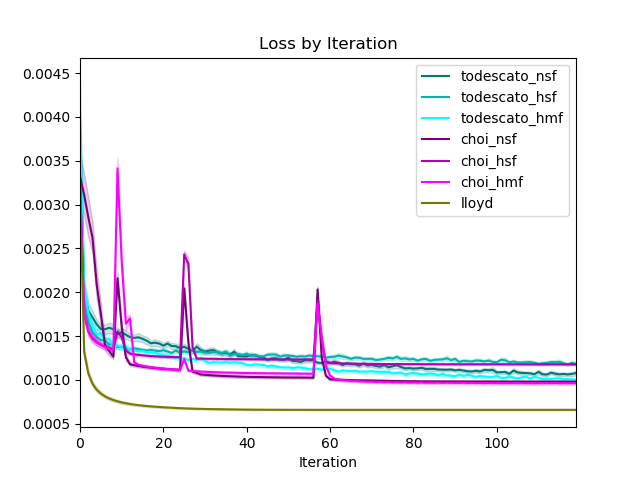 Loss by Iteration
0.0045
0.0040
0.0035
0.0030
0.0025
0.0020
0.0015
0.0010
0.0005
todescato_nsf
todescato_hsf
todescato_hmf
choi_nsf
choi_hsf
choi_hmf
lloyd
0 20 40 60 80 100
Iteration